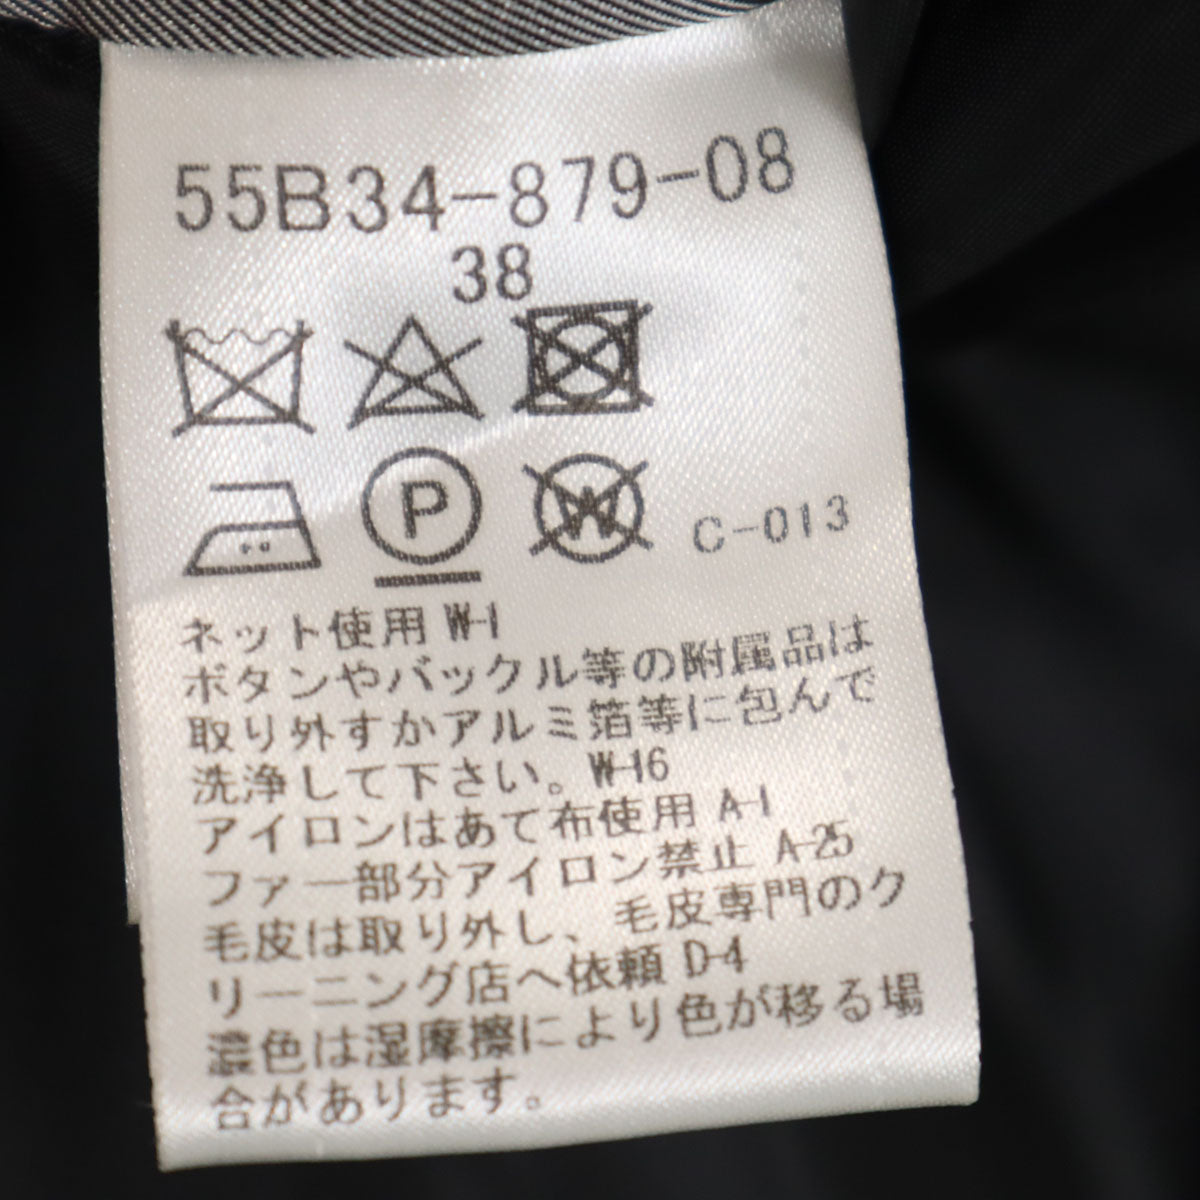 55B34-879-08
38
P W C-013
ネット使用 W-1
ボタンやバックル等の附属品は
取り外すかアルミ箔等に包んで
洗浄して下さい。W-16
アイロンはあて布使用 A-1
ファー部分アイロン禁止 A-25
毛皮は取り外し、毛皮専門のク
リーニング店へ依頼 D-4
濃色は湿摩擦により色が移る場
合があります。